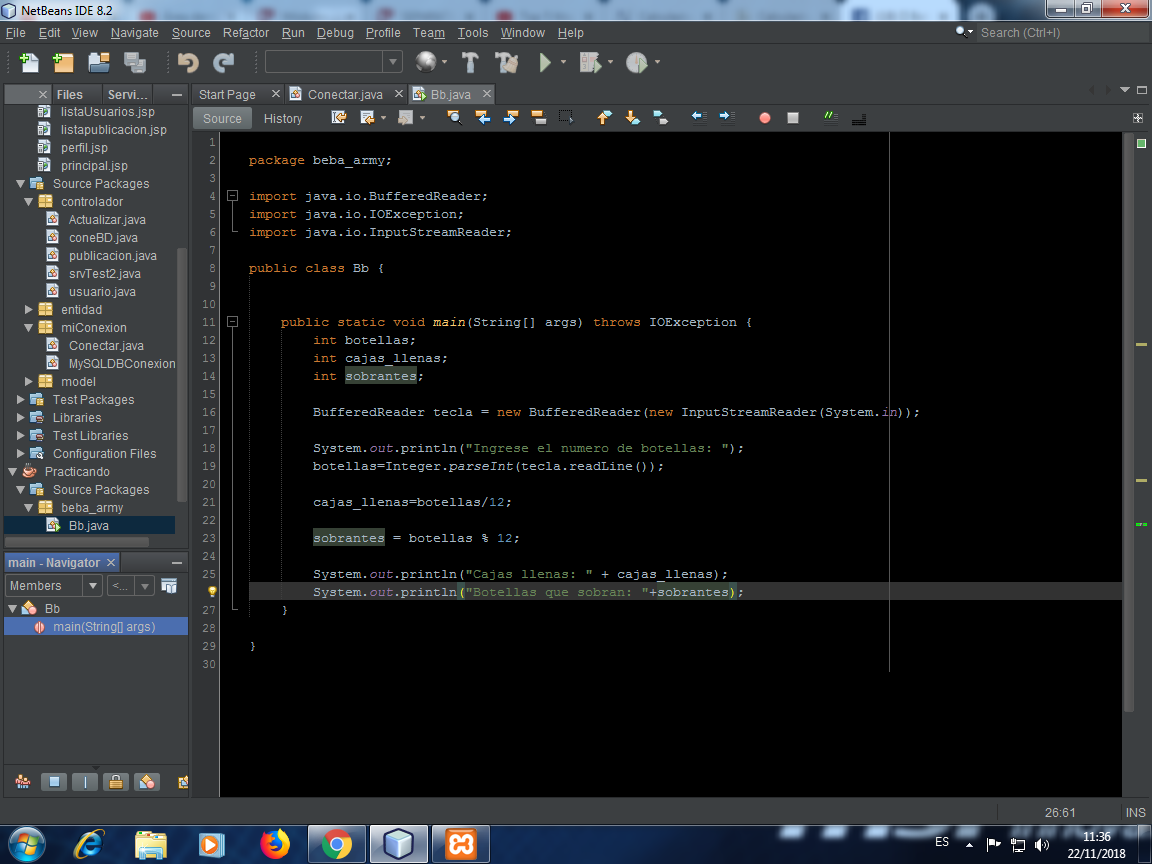 NetBeans IDE 8.2
File Edit View Navigate Source Refactor Run Debug Profile Team Tools Window Help
Search (Ctrl+I)
Files Servi...
Start Page Conectar.java Bb.java
Source History
listaUsuarios.jsp
listapublicacion.jsp
perfil.jsp
principal.jsp
Source Packages
controlador
Actualizar.java
coneBD.java
publicacion.java
srvTest2.java
usuario.java
entidad
miConexion
Conectar.java
MySQLDBConexion
model
Test Packages
Libraries
Test Libraries
Configuration Files
Practicando
Source Packages
beba_army
Bb.java
main - Navigator
Members <...
Bb
main(String[] args)
1
2 package beba_army;
3
4 import java.io.BufferedReader;
5 import java.io.IOException;
6 import java.io.InputStreamReader;
7
8 public class Bb {
9
10
11 public static void main(String[] args) throws IOException {
12 int botellas;
13 int cajas_llenas;
14 int sobrantes;
15
16 BufferedReader tecla = new BufferedReader(new InputStreamReader(System.in));
17
18 System.out.println("Ingrese el numero de botellas: ");
19 botellas=Integer.parseInt(tecla.readLine());
20
21 cajas_llenas=botellas/12;
22
23 sobrantes = botellas % 12;
24
25 System.out.println("Cajas llenas: " + cajas_llenas);
System.out.println("Botellas que sobran: "+sobrantes);
27 }
28
29 }
30
26:61 INS
ES
11:36
22/11/2018